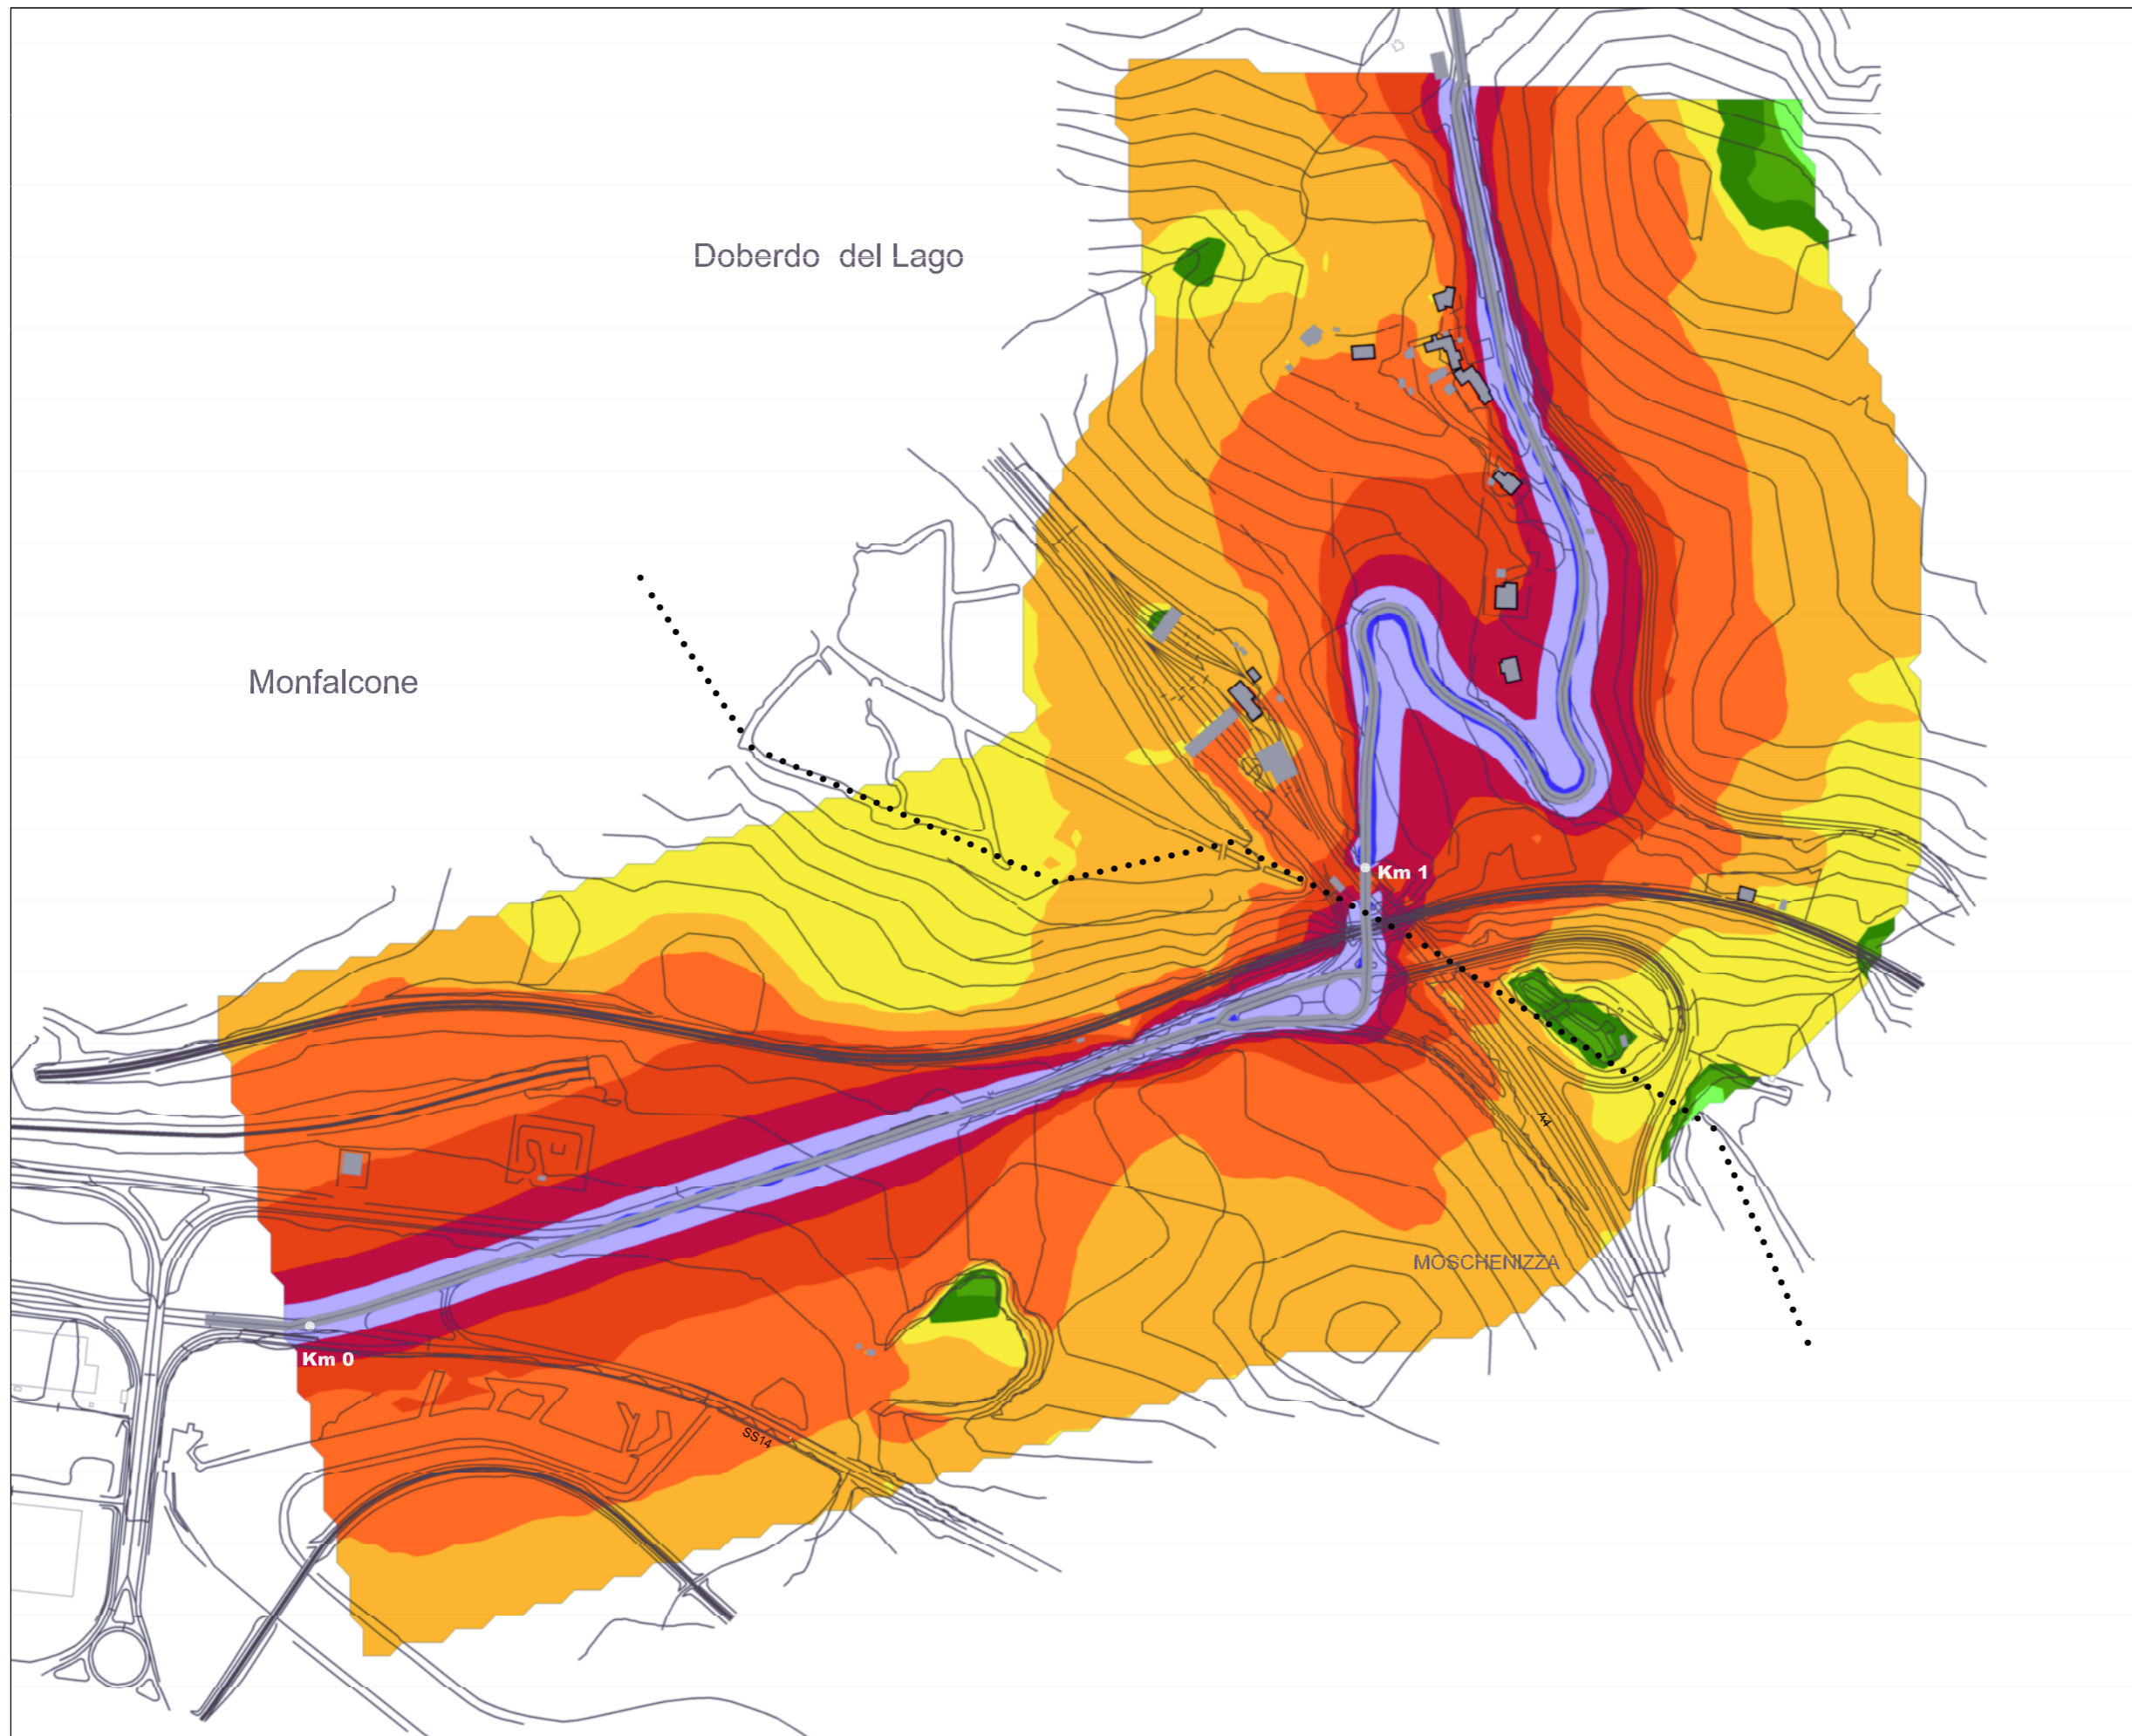 Doberdo del Lago
Monfalcone
Km 1
A4
MOSCHENIZZA
Km 0
SS14